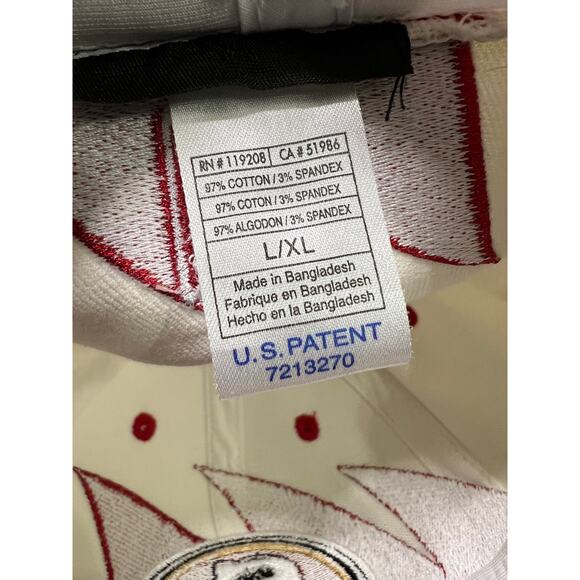 RN # 119208 CA # 51986
97% COTTON / 3% SPANDEX
97% COTON / 3% SPANDEX
97% ALGODON / 3% SPANDEX
L/XL
Made in Bangladesh
Fabrique en Bangladesh
Hecho en la Bangladesh
U.S. PATENT
7213270